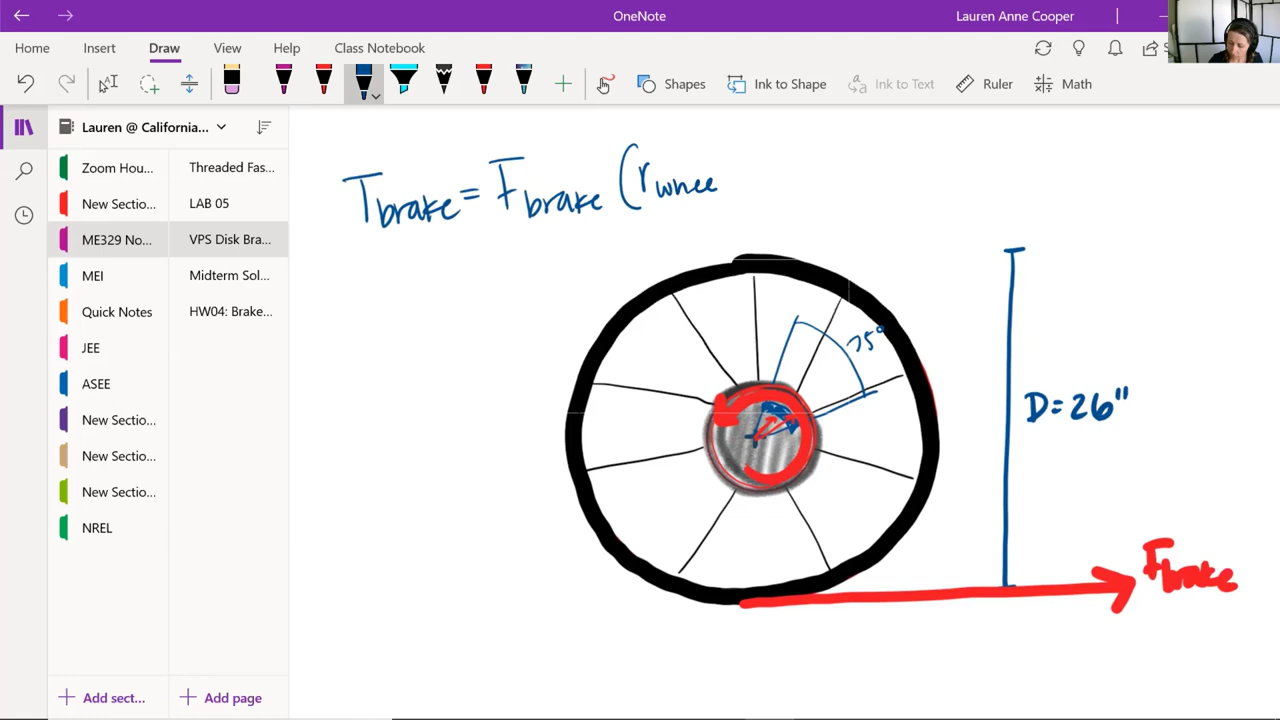 OneNote
Lauren Anne Cooper
Home
Insert
Draw
View
Help
Class Notebook
S
Shapes
Ink to Shape
Ink to Text
Ruler
Math
Lauren @ California...
Zoom Hou...
Threaded Fas...
New Sectio...
LAB 05
ME329 No...
VPS Disk Bra...
MEI
Midterm Sol...
Quick Notes
HW04: Brake...
JEE
ASEE
New Sectio...
New Sectio...
New Sectio...
NREL
Add sect...
Add page
Tbrake = Fbrake (rwhee
75°
D=26"
Fbrake